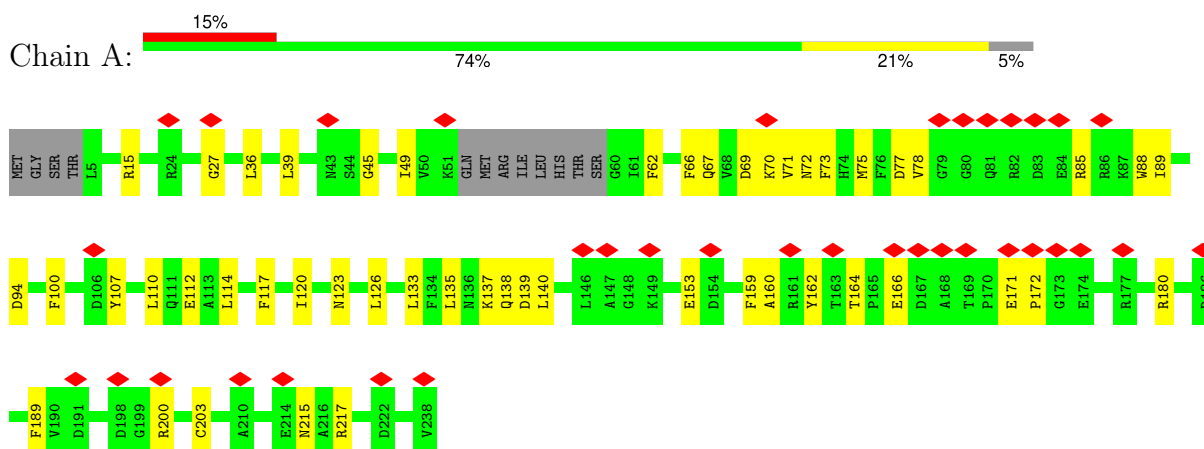 15%
Chain A:
74% 21% 5%
MET GLY SER THR L5 R15 R24 G27 L36 L39 N43 S44 G45 I49 V50 K51 GLN MET ARG ILE LEU HIS THR SER G60 I61 F62 F66 Q67 V68 D69 K70 V71 N72 F73 H74 M75 F76 D77 V78 G79 G80 Q81 R82 D83 E84 R85 R86 K87 W88 I89
D94 F100 D106 Y107 L110 Q111 E112 A113 L114 F117 I120 N123 L126 L133 F134 L135 N136 K137 Q138 D139 L140 L146 A147 G148 K149 E153 D154 F159 A160 R161 Y162 T163 T164 P165 E166 D167 A168 T169 P170 E171 P172 G173 E174 R177 R180
F189 V190 D191 D198 G199 R200 C203 A210 E214 N215 A216 R217 D222 V238